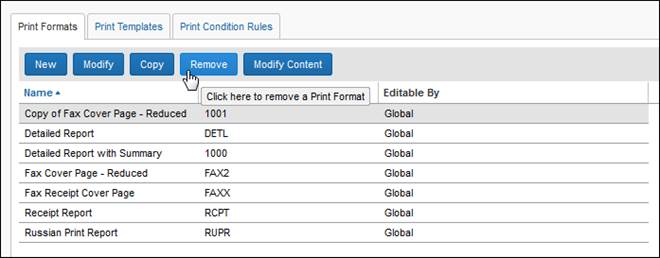 Print Formats Print Templates Print Condition Rules
New Modify Copy Remove Modify Content
Click here to remove a Print Format
Name Editable By
Copy of Fax Cover Page - Reduced 1001 Global
Detailed Report DETL Global
Detailed Report with Summary 1000 Global
Fax Cover Page - Reduced FAX2 Global
Fax Receipt Cover Page FAXX Global
Receipt Report RCPT Global
Russian Print Report RUPR Global